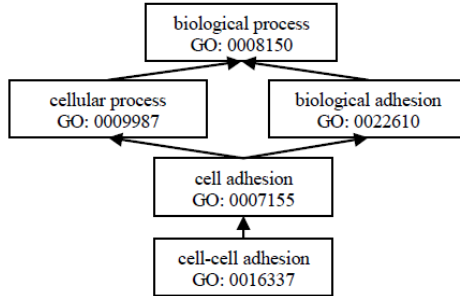 biological process
GO: 0008150
cellular process
GO: 0009987
biological adhesion
GO: 0022610
cell adhesion
GO: 0007155
cell-cell adhesion
GO: 0016337